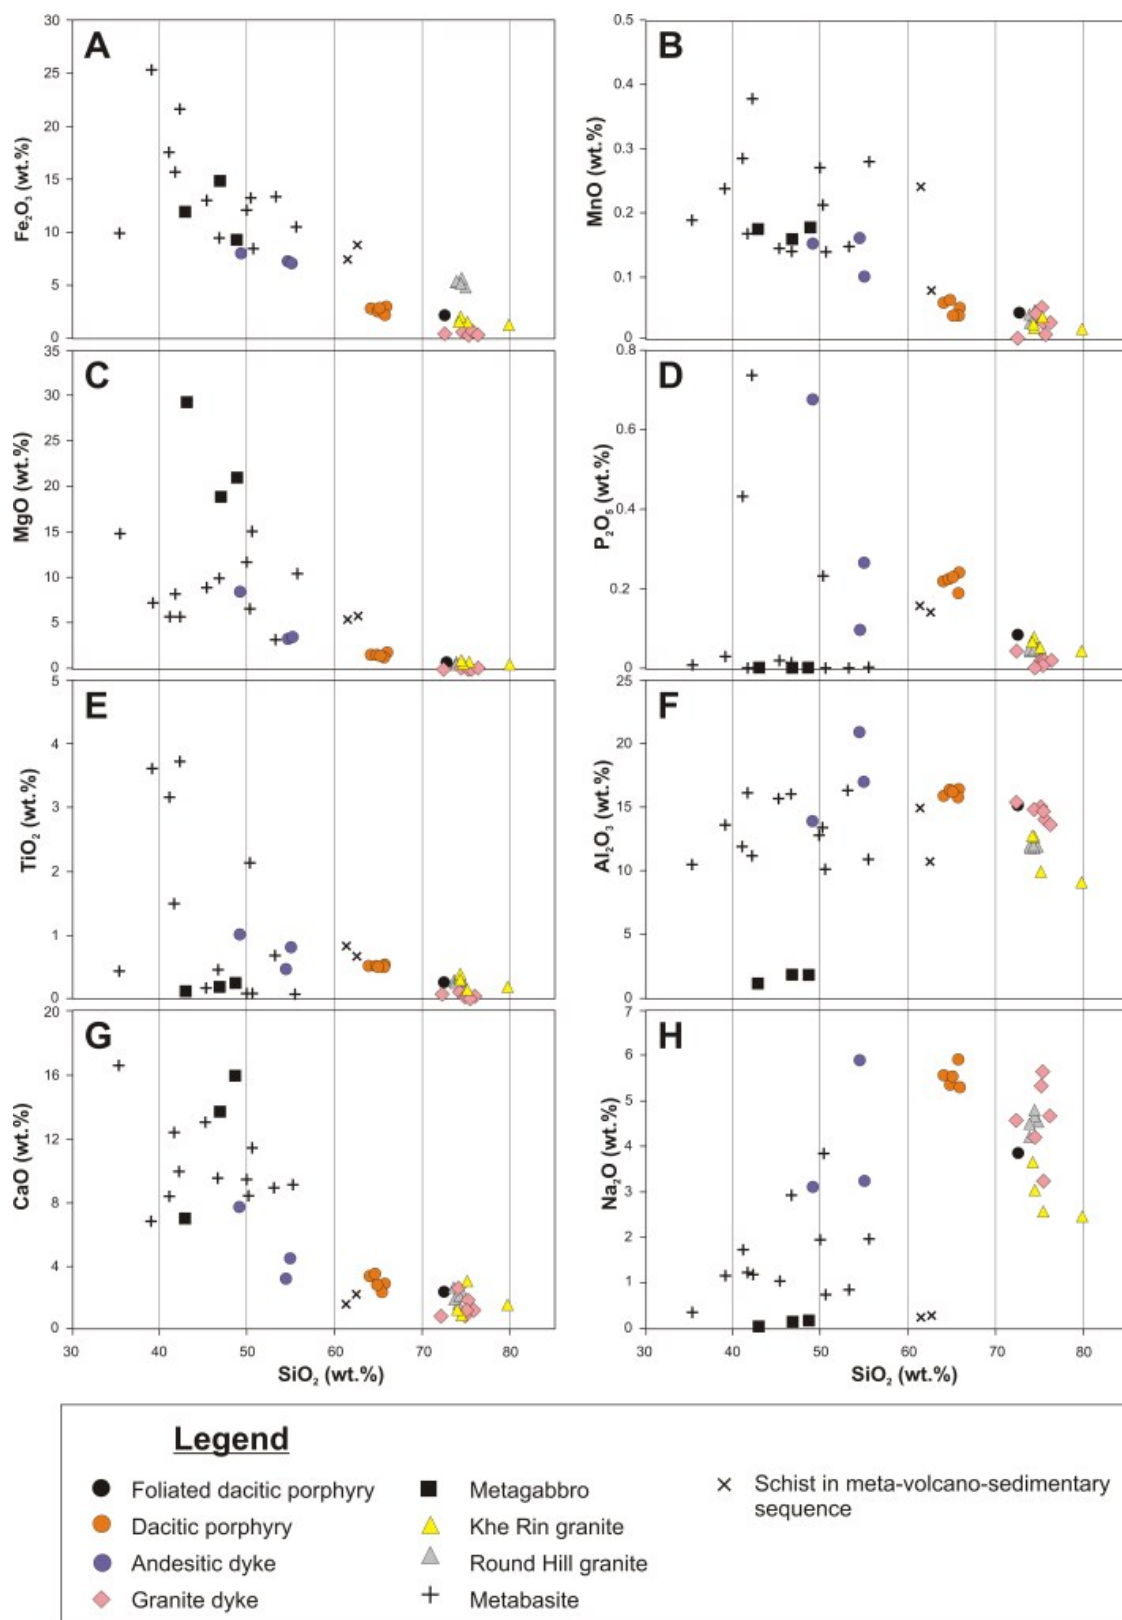 A
Fe₂O₃ (wt.%)
30
25
20
15
10
5
0
B
MnO (wt.%)
0.5
0.4
0.3
0.2
0.1
0
C
MgO (wt.%)
35
30
25
20
15
10
5
0
D
P₂O₅ (wt.%)
0.8
0.6
0.4
0.2
0
E
TiO₂ (wt.%)
5
4
3
2
1
0
F
Al₂O₃ (wt.%)
25
20
15
10
5
0
G
CaO (wt.%)
20
16
12
8
4
0
30 40 50 60 70 80
SiO₂ (wt.%)
H
Na₂O (wt.%)
7
6
5
4
3
2
1
0
30 40 50 60 70 80
SiO₂ (wt.%)
Legend
Foliated dacitic porphyry
Dacitic porphyry
Andesitic dyke
Granite dyke
Metagabbro
Khe Rin granite
Round Hill granite
Metabasite
Schist in meta-volcano-sedimentary
sequence